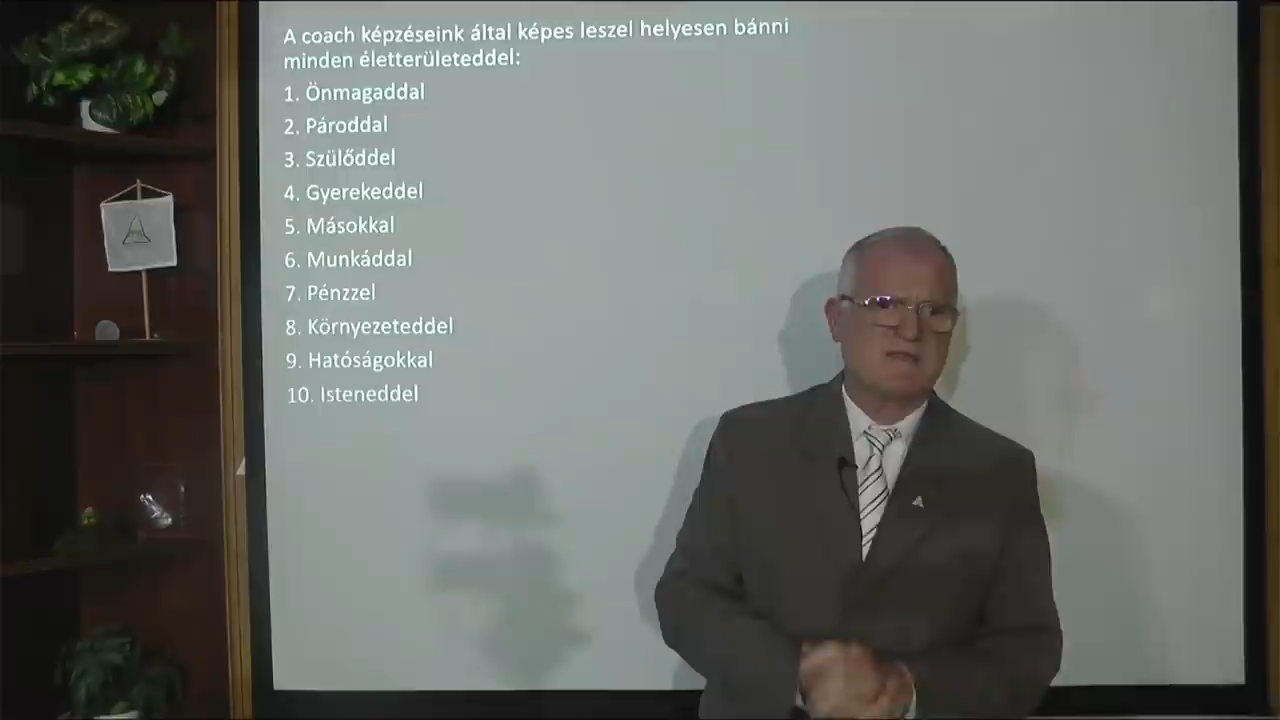 A coach képzéseink által képes leszel helyesen bánni
minden életterületeddel:
1. Önmagaddal
2. Pároddal
3. Szülőddel
4. Gyerekeddel
5. Másokkal
6. Munkáddal
7. Pénzzel
8. Környezeteddel
9. Hatóságokkal
10. Isteneddel